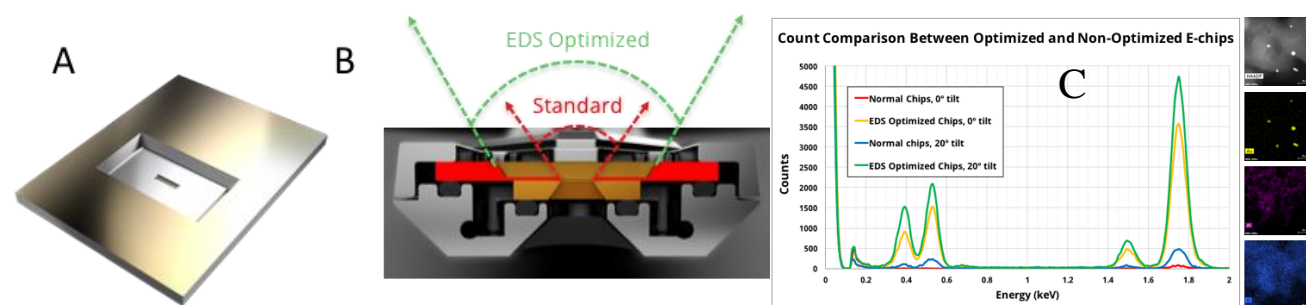 A
B
EDS Optimized
Standard
Count Comparison Between Optimized and Non-Optimized E-chips
C
5000
4500
4000
3500
3000
2500
2000
1500
1000
500
0
Counts
Normal Chips, 0° tilt
EDS Optimized Chips, 0° tilt
Normal chips, 20° tilt
EDS Optimized Chips, 20° tilt
0 0.2 0.4 0.6 0.8 1 1.2 1.4 1.6 1.8 2
Energy (keV)
HAADF